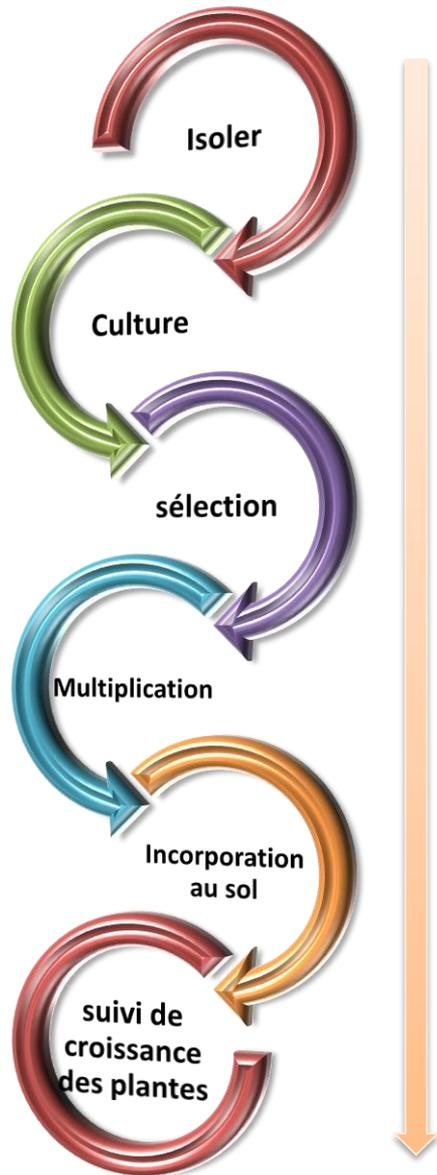 Isoler
Culture
sélection
Multiplication
Incorporation
au sol
suivi de
croissance
des plantes